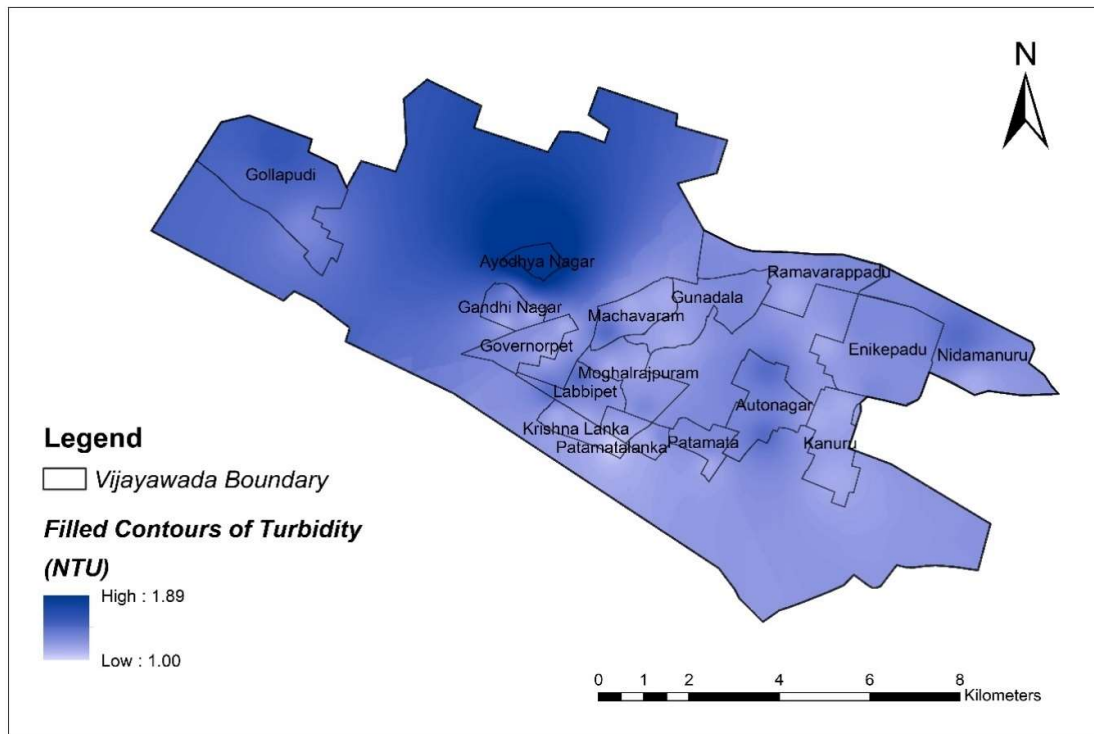 N
Gollapudi
Ayodhya Nagar
Ramavarappadu
Gandhi Nagar
Gunadala
Machavaram
Governorpet
Enikepadu
Nidamanuru
Moghalrajpuram
Labbipet
Autonagar
Krishna Lanka
Patamatalanka
Patamata
Kanuru
Legend
Vijayawada Boundary
Filled Contours of Turbidity
(NTU)
High : 1.89
Low : 1.00
0 1 2 4 6 8
Kilometers